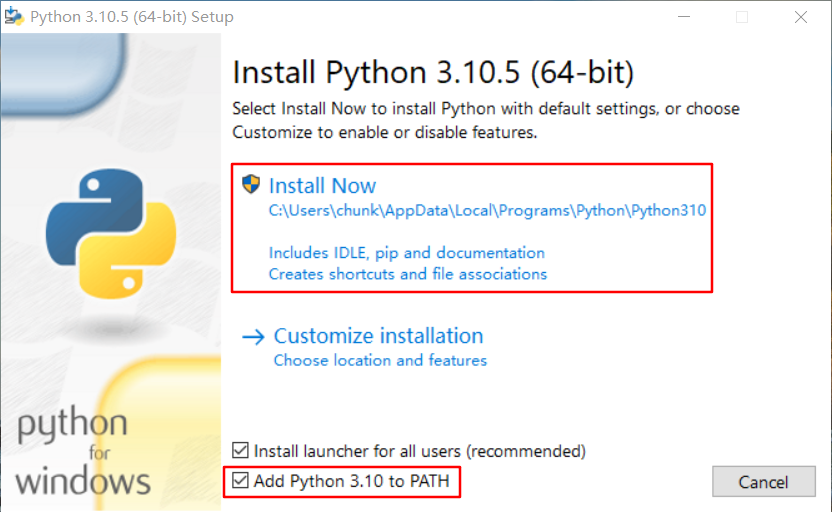 Python 3.10.5 (64-bit) Setup
Install Python 3.10.5 (64-bit)
Select Install Now to install Python with default settings, or choose
Customize to enable or disable features.
Install Now
C:\Users\chunk\AppData\Local\Programs\Python\Python310
Includes IDLE, pip and documentation
Creates shortcuts and file associations
Customize installation
Choose location and features
python
for
windows
Install launcher for all users (recommended)
Add Python 3.10 to PATH
Cancel